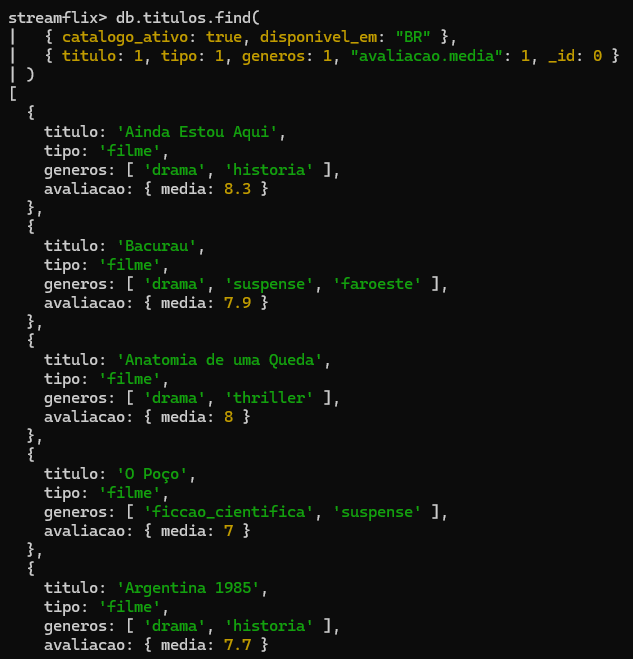 streamflix> db.titulos.find(
|   { catalogo_ativo: true, disponivel_em: "BR" },
|   { titulo: 1, tipo: 1, generos: 1, "avaliacao.media": 1, _id: 0 }
| )
[
  {
    titulo: 'Ainda Estou Aqui',
    tipo: 'filme',
    generos: [ 'drama', 'historia' ],
    avaliacao: { media: 8.3 }
  },
  {
    titulo: 'Bacurau',
    tipo: 'filme',
    generos: [ 'drama', 'suspense', 'faroeste' ],
    avaliacao: { media: 7.9 }
  },
  {
    titulo: 'Anatomia de uma Queda',
    tipo: 'filme',
    generos: [ 'drama', 'thriller' ],
    avaliacao: { media: 8 }
  },
  {
    titulo: 'O Poço',
    tipo: 'filme',
    generos: [ 'ficcao_cientifica', 'suspense' ],
    avaliacao: { media: 7 }
  },
  {
    titulo: 'Argentina 1985',
    tipo: 'filme',
    generos: [ 'drama', 'historia' ],
    avaliacao: { media: 7.7 }